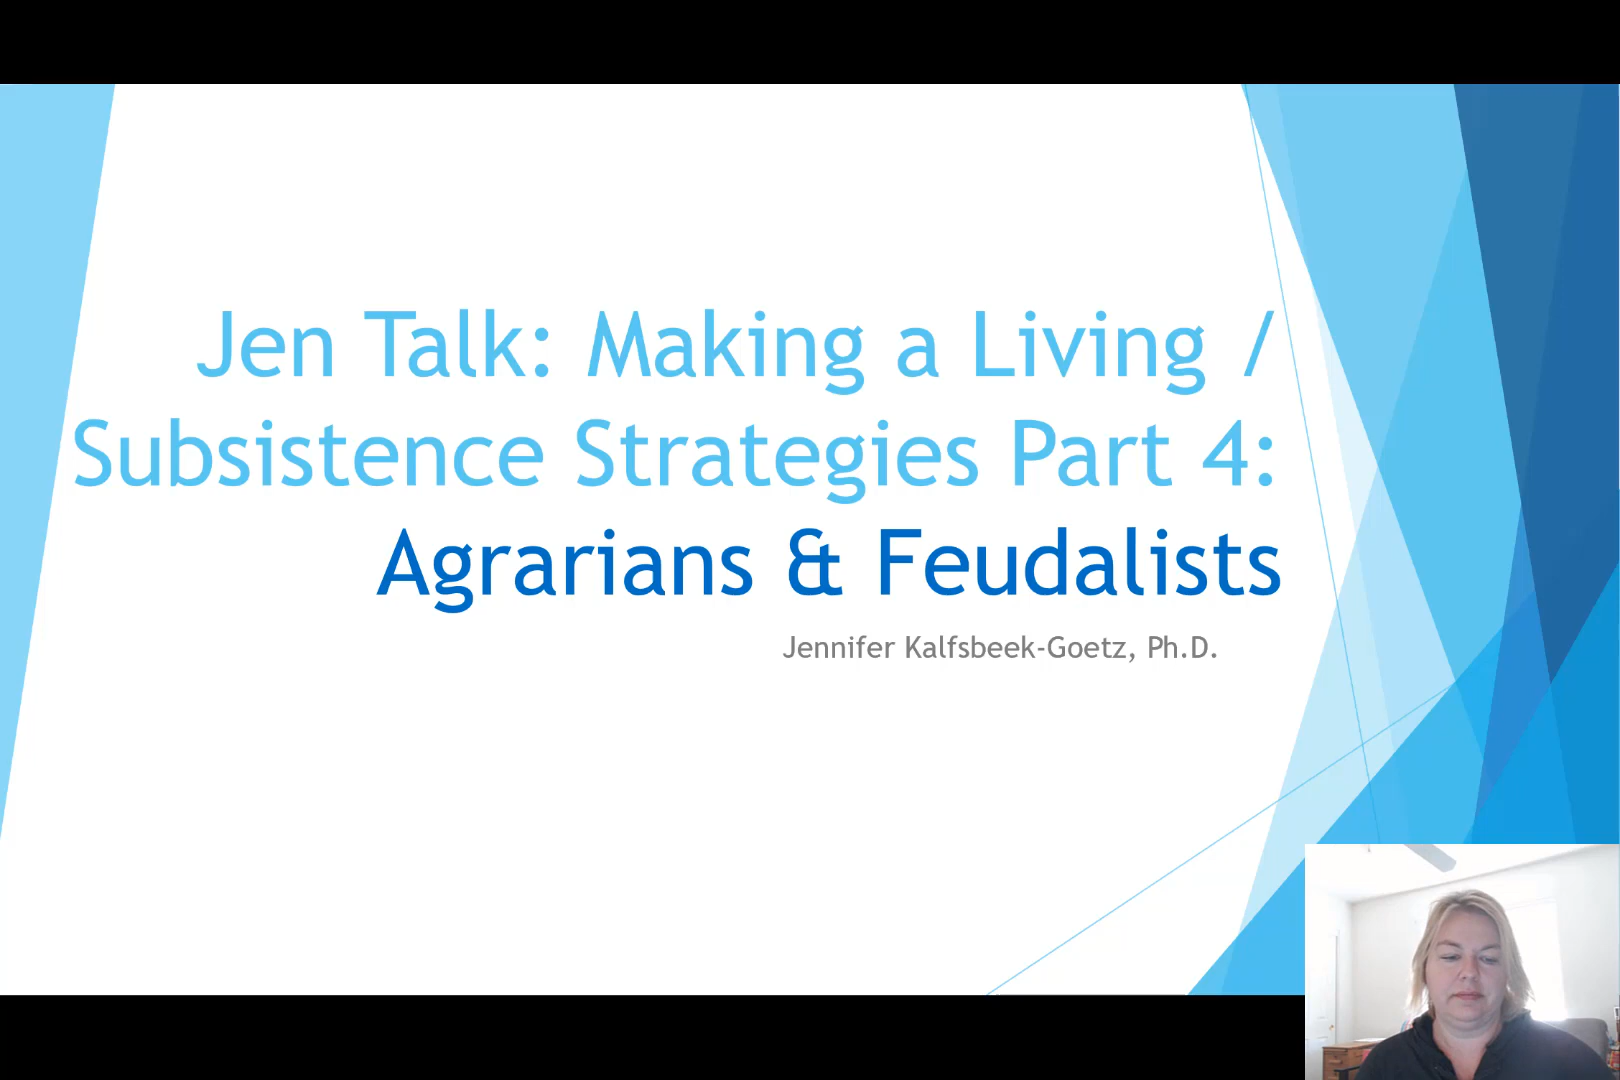 Jen Talk: Making a Living /
Subsistence Strategies Part 4:
Agrarians & Feudalists
Jennifer Kalfsbeek-Goetz, Ph.D.